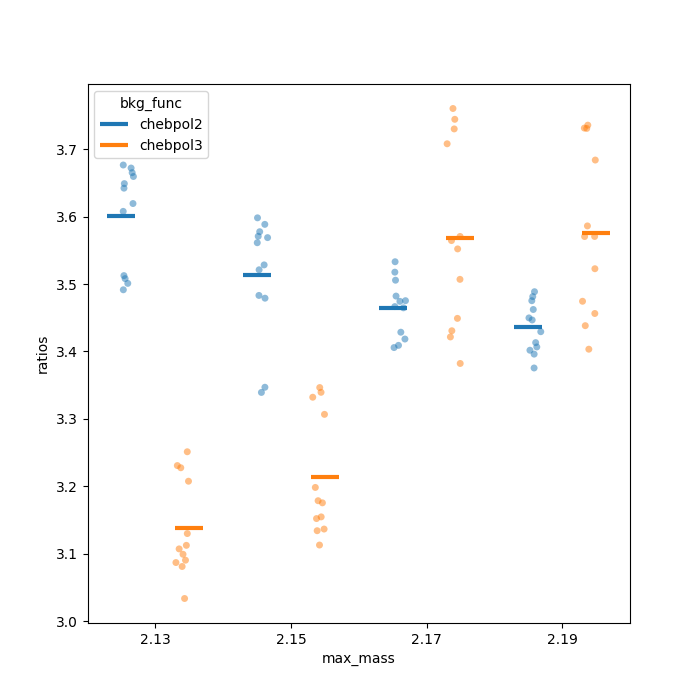 bkg_func
chebpol2
chebpol3
3.7
3.6
3.5
3.4
3.3
3.2
3.1
3.0
ratios
2.13
2.15
2.17
2.19
max_mass